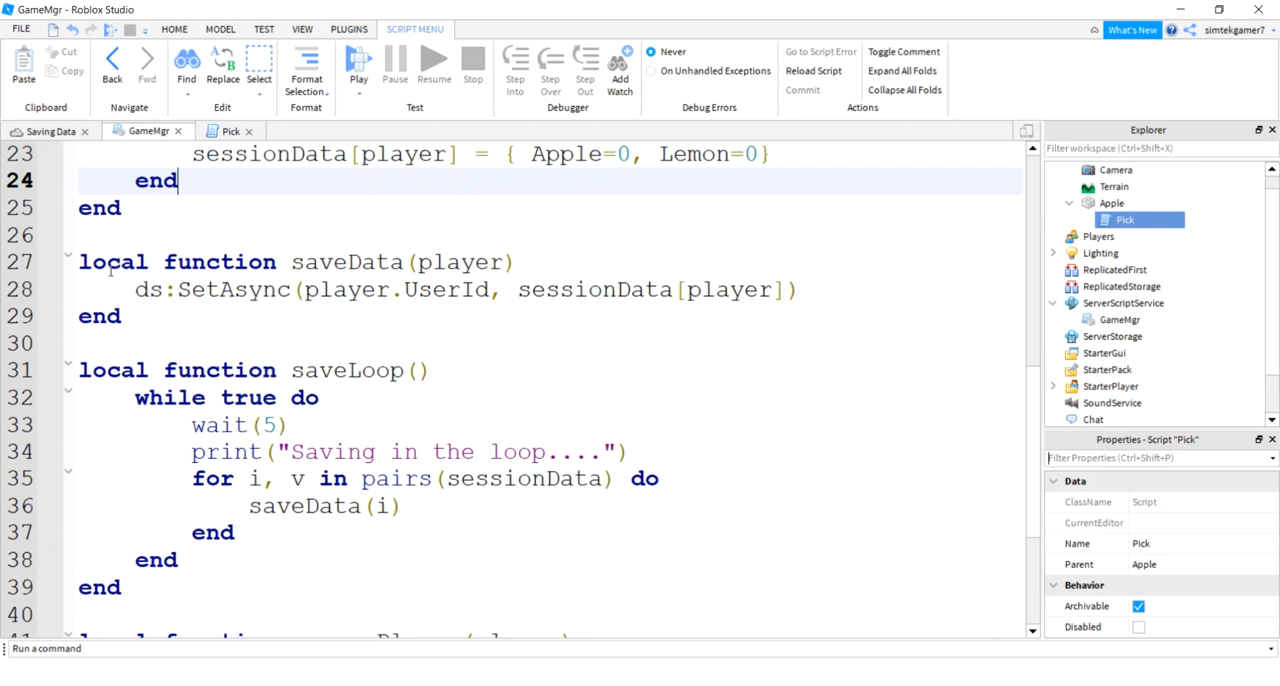 GameMgr - Roblox Studio
FILE HOME MODEL TEST VIEW PLUGINS SCRIPT MENU What's New simtekgamer7
Paste Cut Copy Back Fwd Find Replace Select Format Selection Play Pause Resume Stop Step Into Step Over Step Out Add Watch Never On Unhandled Exceptions Go to Script Error Reload Script Commit Toggle Comment Expand All Folds Collapse All Folds
Clipboard Navigate Edit Format Test Debugger Debug Errors Actions
Saving Data GameMgr Pick
23 sessionData[player] = { Apple=0, Lemon=0}
24 end
25 end
26
27 local function saveData(player)
28 ds:SetAsync(player.UserId, sessionData[player])
29 end
30
31 local function saveLoop()
32 while true do
33 wait(5)
34 print("Saving in the loop....")
35 for i, v in pairs(sessionData) do
36 saveData(i)
37 end
38 end
39 end
40
Explorer
Filter workspace (Ctrl+Shift+X)
Camera
Terrain
Apple
Pick
Players
Lighting
ReplicatedFirst
ReplicatedStorage
ServerScriptService
GameMgr
ServerStorage
StarterGui
StarterPack
StarterPlayer
SoundService
Chat
Properties - Script "Pick"
Filter Properties (Ctrl+Shift+P)
Data
ClassName Script
CurrentEditor
Name Pick
Parent Apple
Behavior
Archivable
Disabled
Run a command